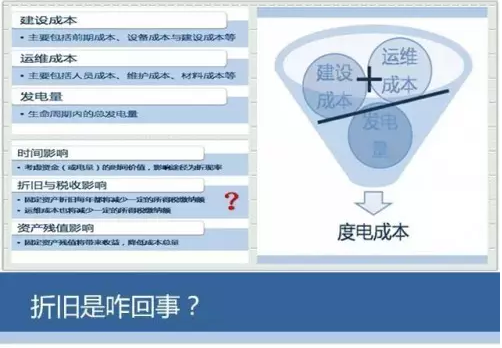 建设成本
• 主要包括前期成本、设备成本与建设成本等
运维成本
• 主要包括人员成本、维护成本、材料成本等
发电量
• 生命周期内的总发电量
时间影响
• 考虑资金（或电量）的时间价值，影响途径为折现率
折旧与税收影响
• 固定资产折旧每年都将减少一定的所得税缴纳额
• 运维成本也将减少一定的所得税缴纳额
?
资产残值影响
• 固定资产残值将带来收益，降低成本总量
建设成本
+
运维成本
发电量
度电成本
折旧是咋回事？